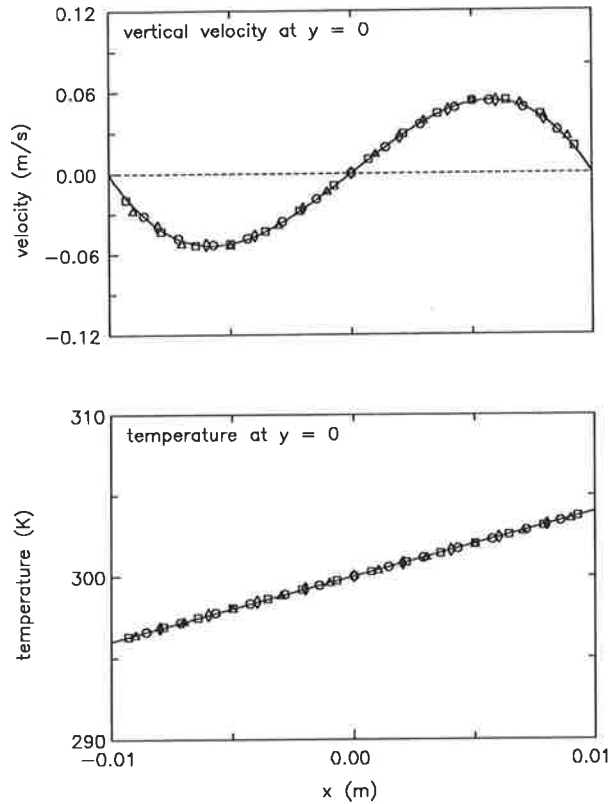 0.12
vertical velocity at y = 0
0.06
0.00
−0.06
−0.12
velocity (m/s)
310
temperature at y = 0
300
290
temperature (K)
−0.01
0.00
0.01
x (m)